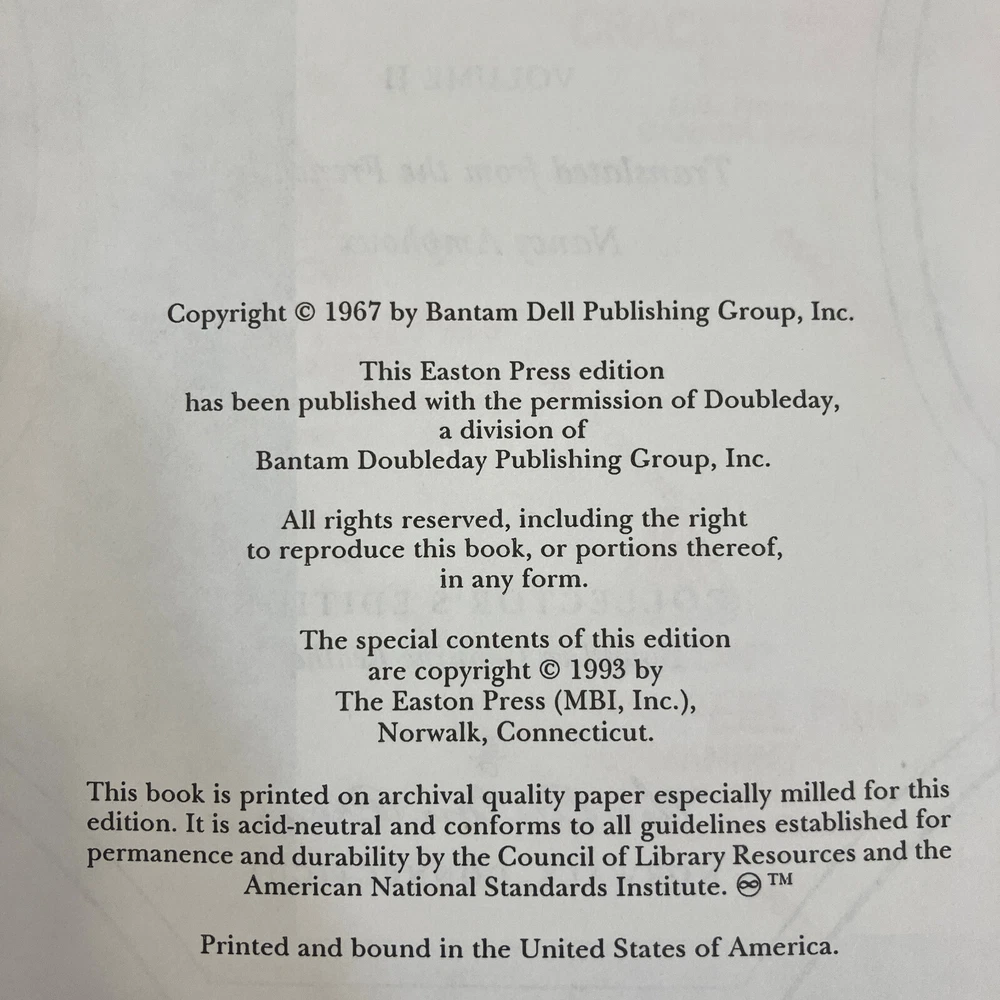 Copyright © 1967 by Bantam Dell Publishing Group, Inc.
This Easton Press edition
has been published with the permission of Doubleday,
a division of
Bantam Doubleday Publishing Group, Inc.
All rights reserved, including the right
to reproduce this book, or portions thereof,
in any form.
The special contents of this edition
are copyright © 1993 by
The Easton Press (MBI, Inc.),
Norwalk, Connecticut.
This book is printed on archival quality paper especially milled for this
edition. It is acid-neutral and conforms to all guidelines established for
permanence and durability by the Council of Library Resources and the
American National Standards Institute. ♾ ™
Printed and bound in the United States of America.